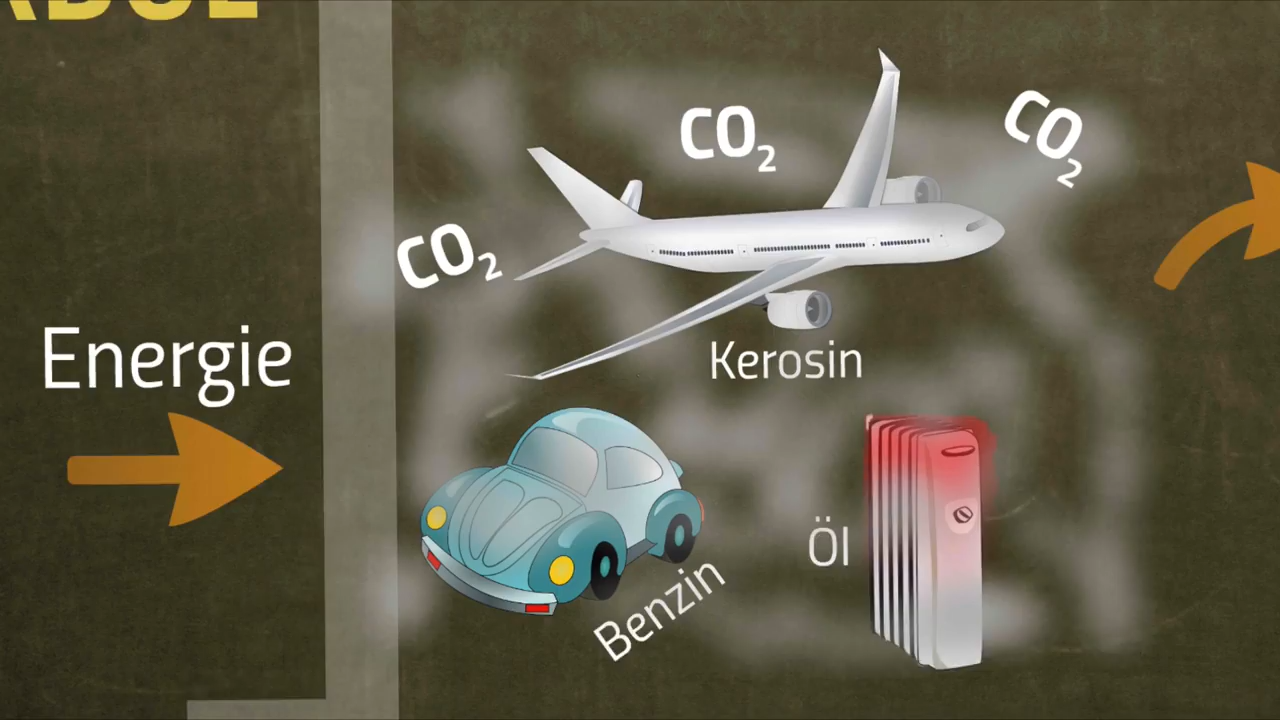 CO₂
CO₂
CO₂
Energie
Kerosin
Öl
Benzin